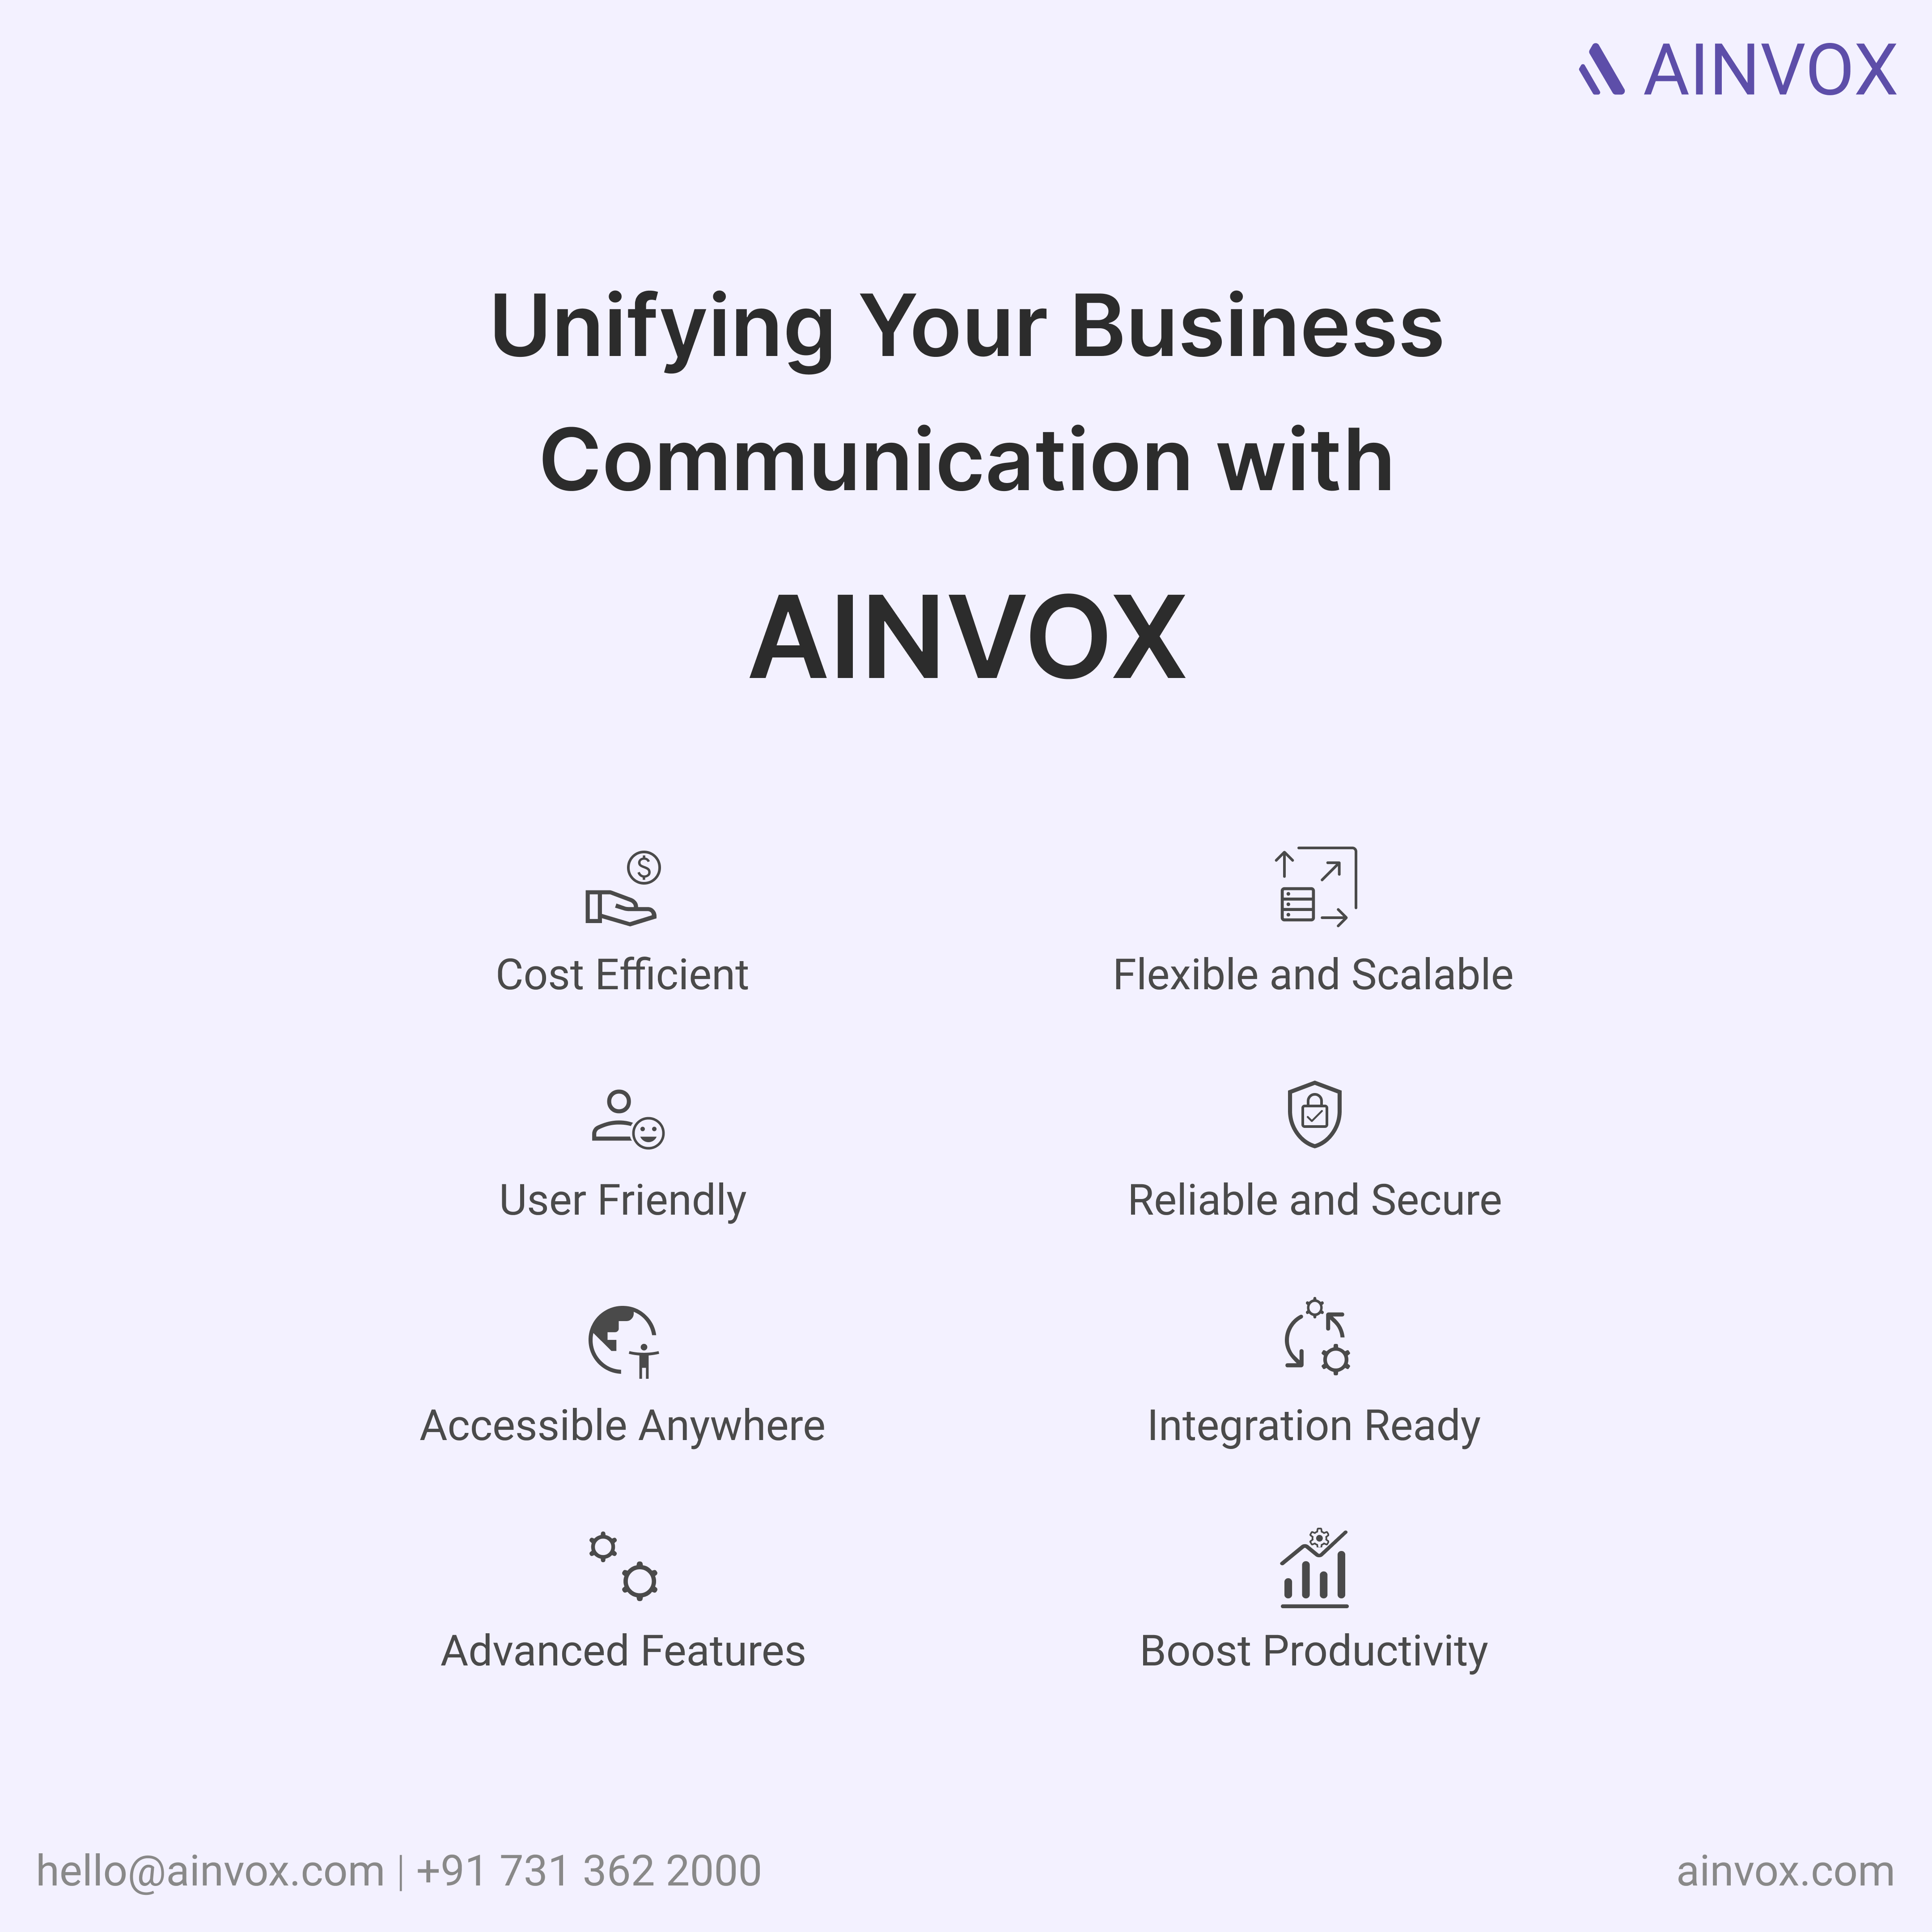 AINVOX
Unifying Your Business
Communication with
AINVOX
Cost Efficient
Flexible and Scalable
User Friendly
Reliable and Secure
Accessible Anywhere
Integration Ready
Advanced Features
Boost Productivity
hello@ainvox.com | +91 731 362 2000
ainvox.com